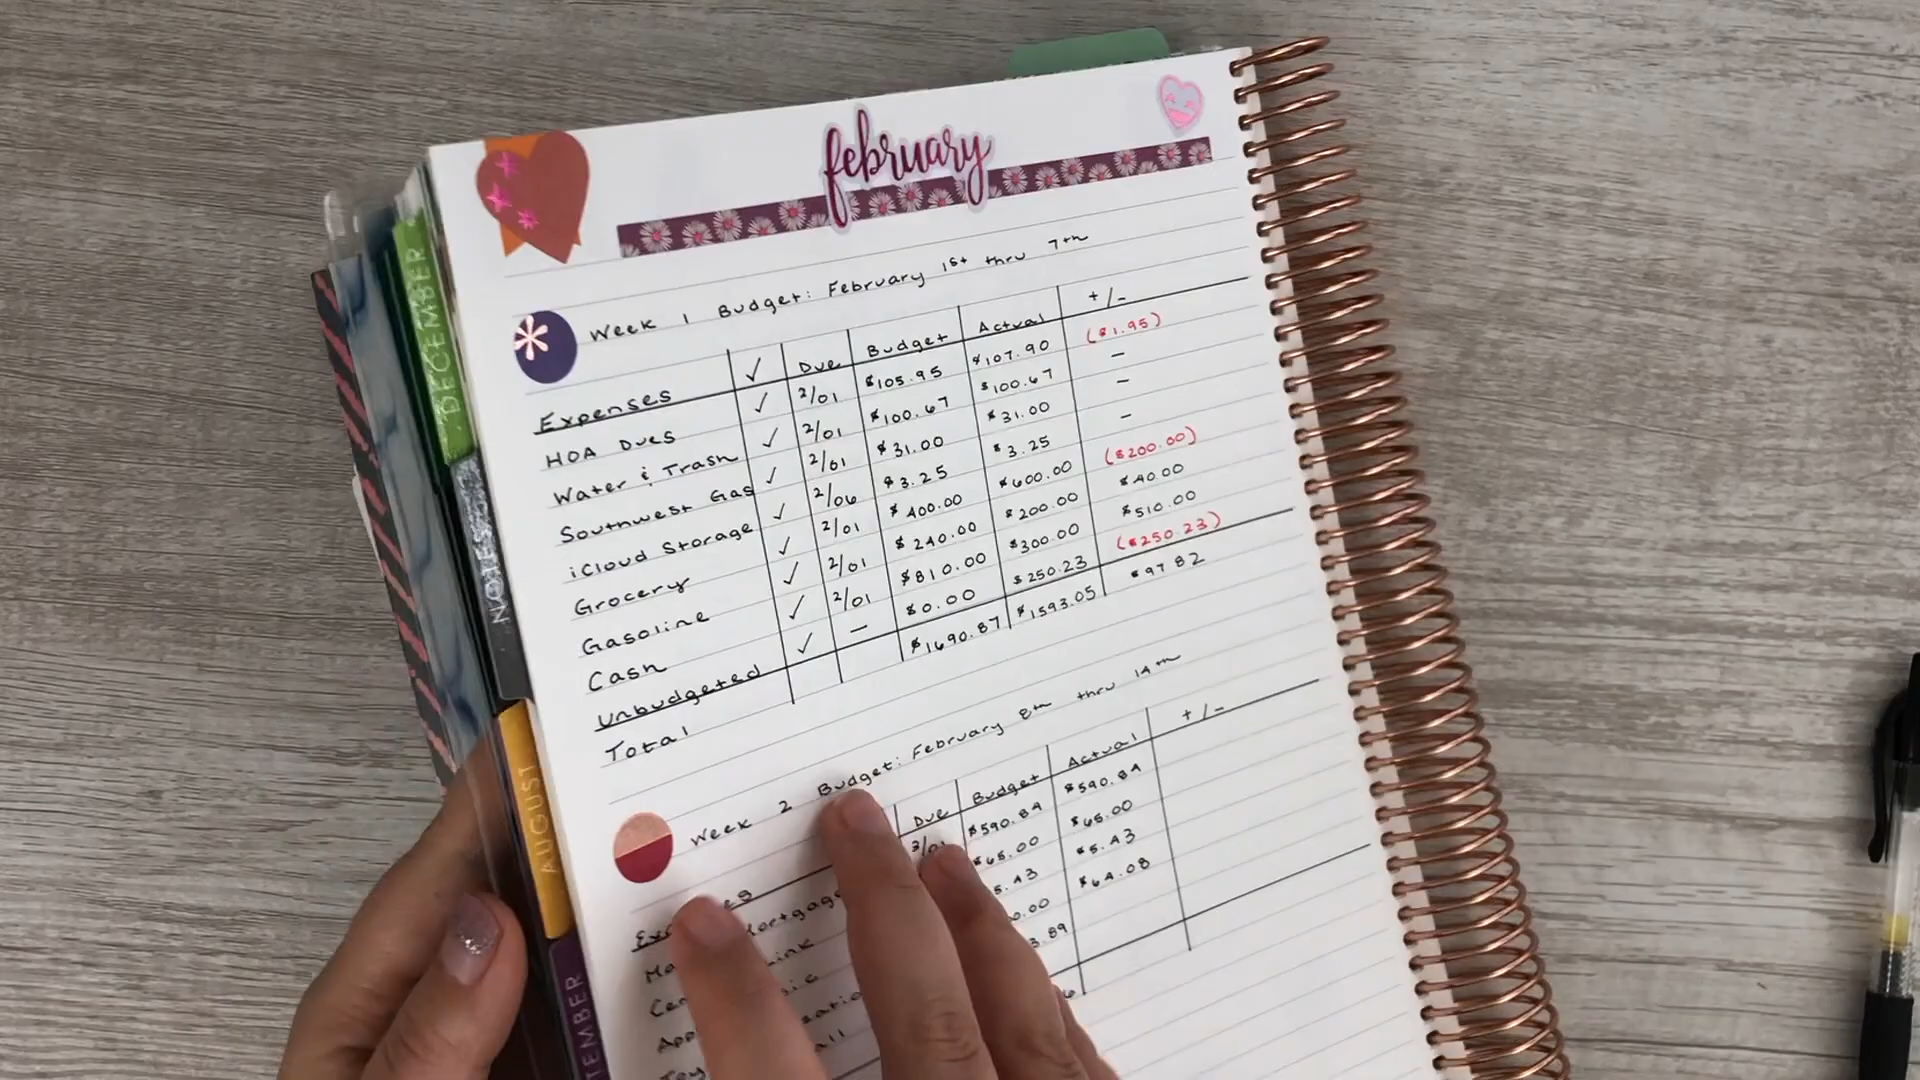 february
Week 1 Budget: February 1st thru 7th
Expenses ✓ Due Budget Actual +/-
HOA Dues ✓ 2/01 $105.95 $107.90 ($1.95)
Water & Trash ✓ 2/01 $100.67 $100.67 -
Southwest Gas ✓ 2/01 $31.00 $31.00 -
iCloud Storage ✓ 2/06 $3.25 $3.25 -
Grocery ✓ 2/01 $400.00 $600.00 ($200.00)
Gasoline ✓ 2/01 $240.00 $200.00 $40.00
Cash ✓ 2/01 $810.00 $300.00 $510.00
Unbudgeted ✓ - $0.00 $250.23 ($250.23)
Total $1690.87 $1593.05 $97.82
Week 2 Budget: February 8th thru 14th
Due Budget Actual +/-
3/01 $590.84 $590.84
$65.00 $65.00
5.43 $5.43
$64.08
DECEMBER
NOTES
AUGUST
TEMBER